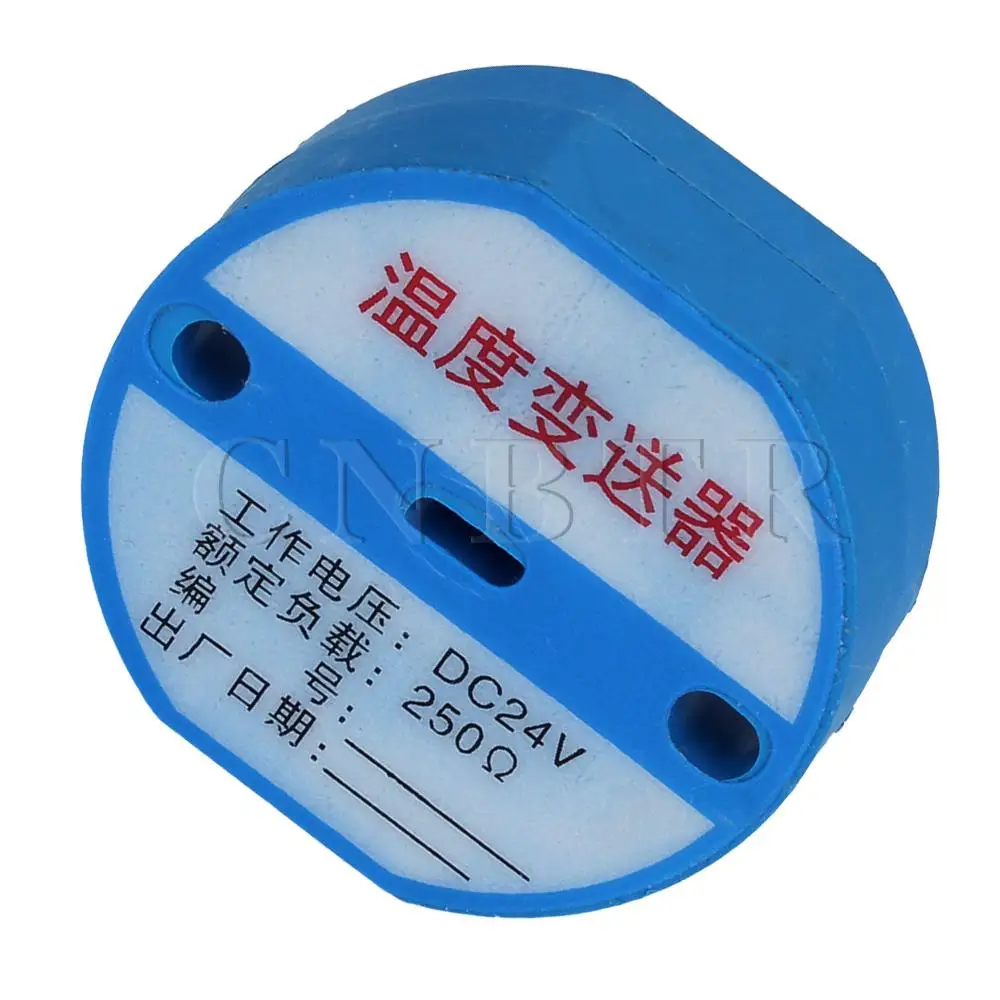 温度变送器
CNBTR
工作电压：DC24V
额定负载：250Ω
编　号：
出厂日期：